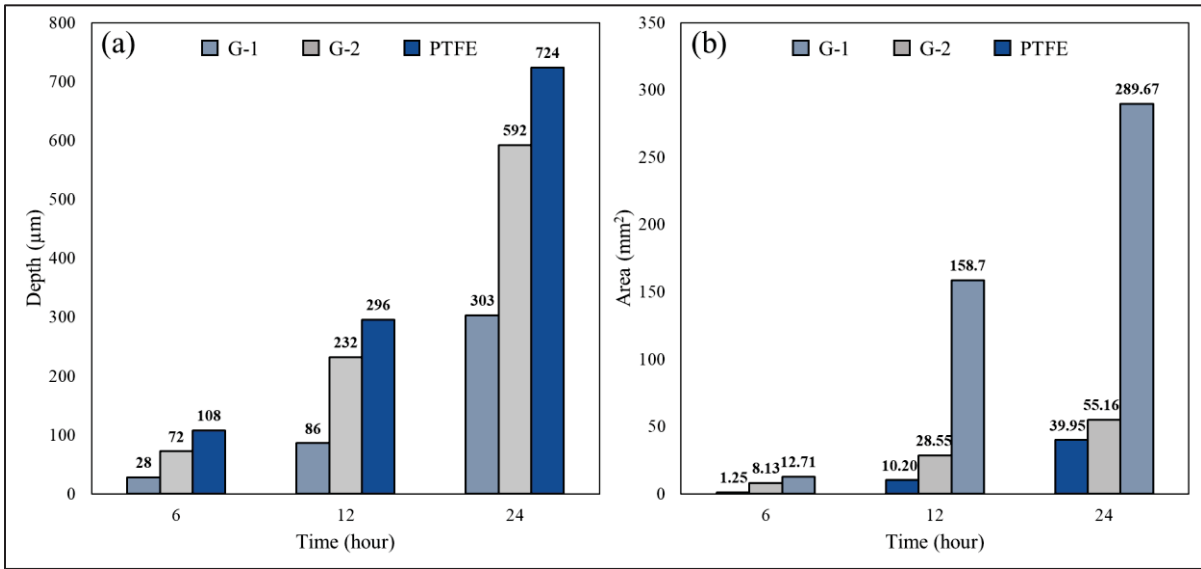 (a)
G-1 G-2 PTFE
800
700
600
500
400
300
200
100
0
Depth (µm)
28 72 108
86 232 296
303 592 724
6 12 24
Time (hour)
(b)
G-1 G-2 PTFE
350
300
250
200
150
100
50
0
Area (mm²)
1.25 8.13 12.71
10.20 28.55 158.7
39.95 55.16 289.67
6 12 24
Time (hour)